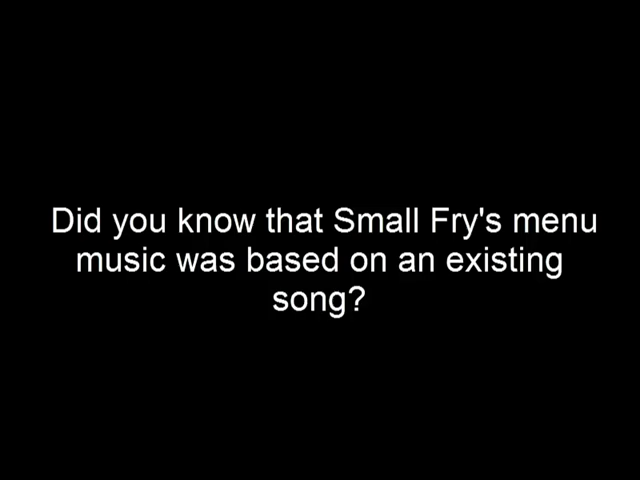 Did you know that Small Fry's menu
music was based on an existing
song?